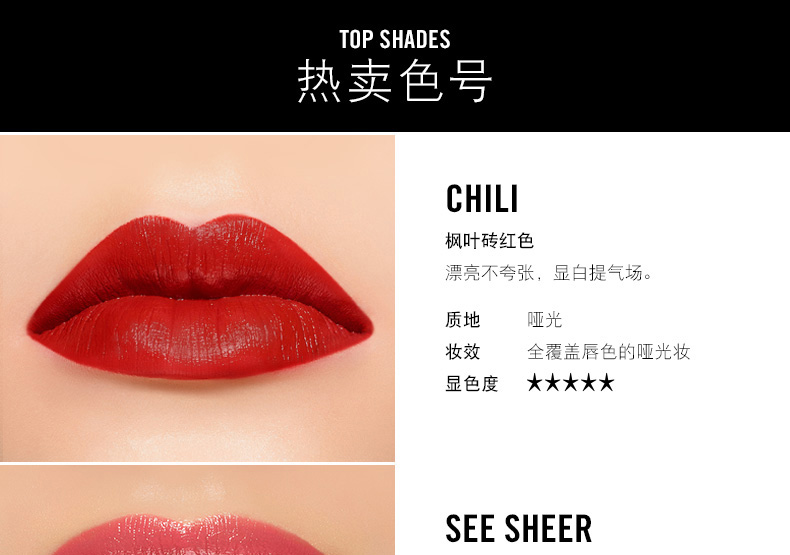 TOP SHADES
热卖色号
CHILI
枫叶砖红色
漂亮不夸张，显白提气场。
质地 哑光
妆效 全覆盖唇色的哑光妆
显色度 ★★★★★
SEE SHEER